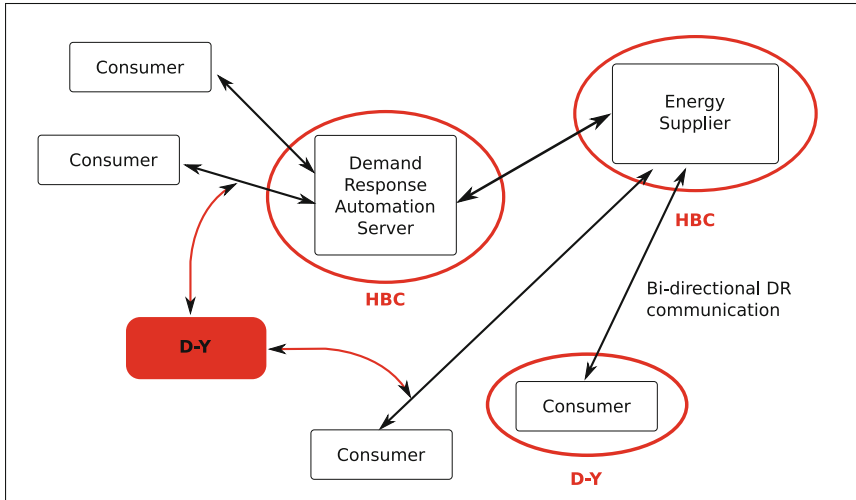 Consumer
Energy
Supplier
Consumer
Demand
Response
Automation
Server
HBC
HBC
Bi-directional DR
communication
D-Y
Consumer
Consumer
D-Y